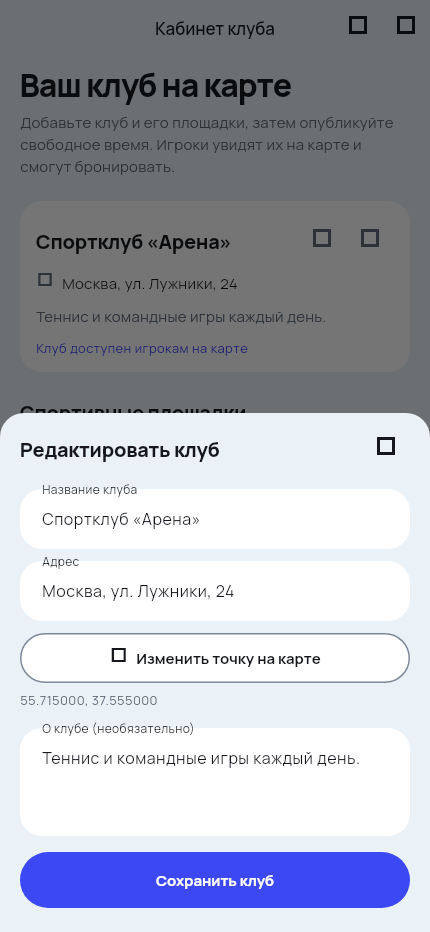 Кабинет клуба
Ваш клуб на карте
Добавьте клуб и его площадки, затем опубликуйте
свободное время. Игроки увидят их на карте и
смогут бронировать.
Спортклуб «Арена»
Москва, ул. Лужники, 24
Теннис и командные игры каждый день.
Клуб доступен игрокам на карте
Спортивные площадки
Редактировать клуб
Название клуба
Спортклуб «Арена»
Адрес
Москва, ул. Лужники, 24
Изменить точку на карте
55.715000, 37.555000
О клубе (необязательно)
Теннис и командные игры каждый день.
Сохранить клуб